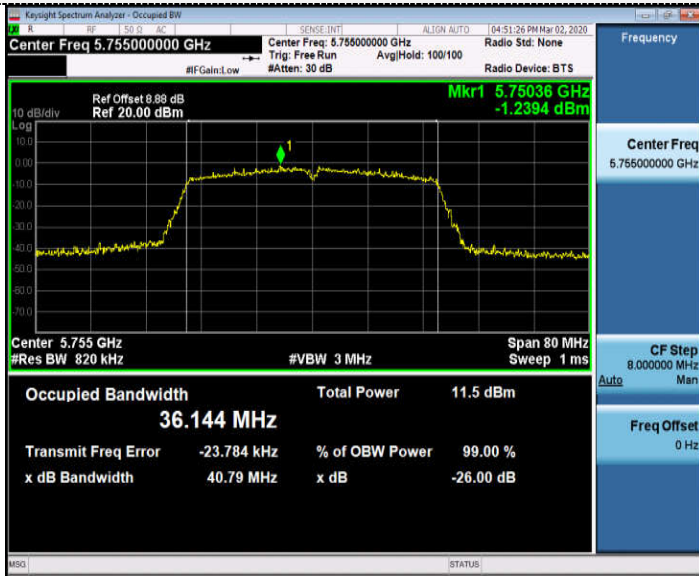 Keysight Spectrum Analyzer - Occupied BW
R RF 50 Ω AC SENSE:INT ALIGN AUTO 04:51:26 PM Mar 02, 2020
Center Freq 5.755000000 GHz
Center Freq: 5.755000000 GHz
Radio Std: None
Trig: Free Run Avg|Hold: 100/100
#IFGain:Low
#Atten: 30 dB
Radio Device: BTS
Frequency
Ref Offset 8.88 dB
Mkr1 5.75036 GHz
10 dB/div Ref 20.00 dBm
-1.2394 dBm
Log
10.0
1
0.00
-10.0
-20.0
-30.0
-40.0
-50.0
-60.0
-70.0
Center Freq
5.755000000 GHz
Center 5.755 GHz
Span 80 MHz
#Res BW 820 kHz
#VBW 3 MHz
Sweep 1 ms
CF Step
8.000000 MHz
Auto Man
Occupied Bandwidth
Total Power 11.5 dBm
36.144 MHz
Transmit Freq Error -23.784 kHz
% of OBW Power 99.00 %
x dB Bandwidth 40.79 MHz
x dB -26.00 dB
Freq Offset
0 Hz
MSG
STATUS